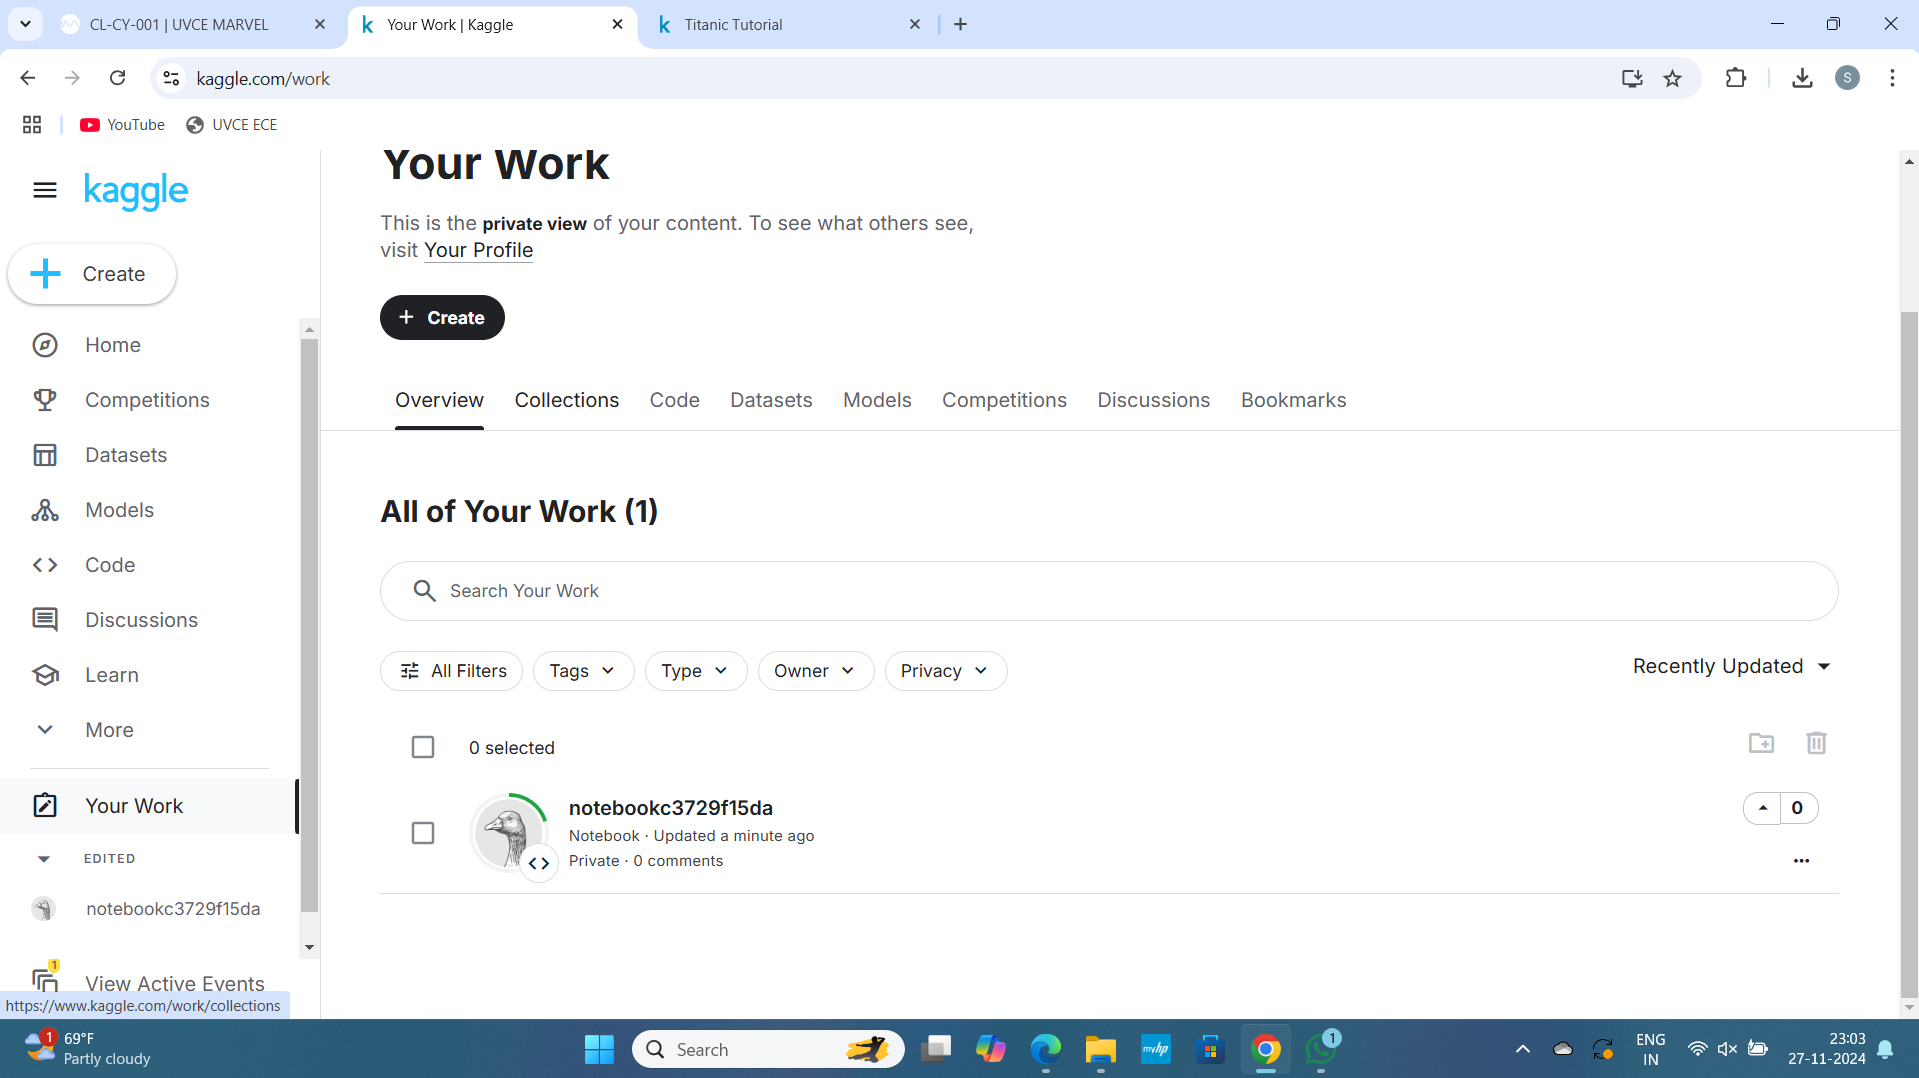 CL-CY-001 | UVCE MARVEL
Your Work | Kaggle
Titanic Tutorial
kaggle.com/work
S
YouTube
UVCE ECE
kaggle
Create
Home
Competitions
Datasets
Models
Code
Discussions
Learn
More
Your Work
EDITED
notebookc3729f15da
1
View Active Events
https://www.kaggle.com/work/collections
Your Work
This is the private view of your content. To see what others see,
visit Your Profile
+ Create
Overview Collections Code Datasets Models Competitions Discussions Bookmarks
All of Your Work (1)
Search Your Work
All Filters Tags Type Owner Privacy
Recently Updated
0 selected
notebookc3729f15da
Notebook · Updated a minute ago
Private · 0 comments
0
1
69°F
Partly cloudy
Search
myhp
1
ENG
IN
23:03
27-11-2024